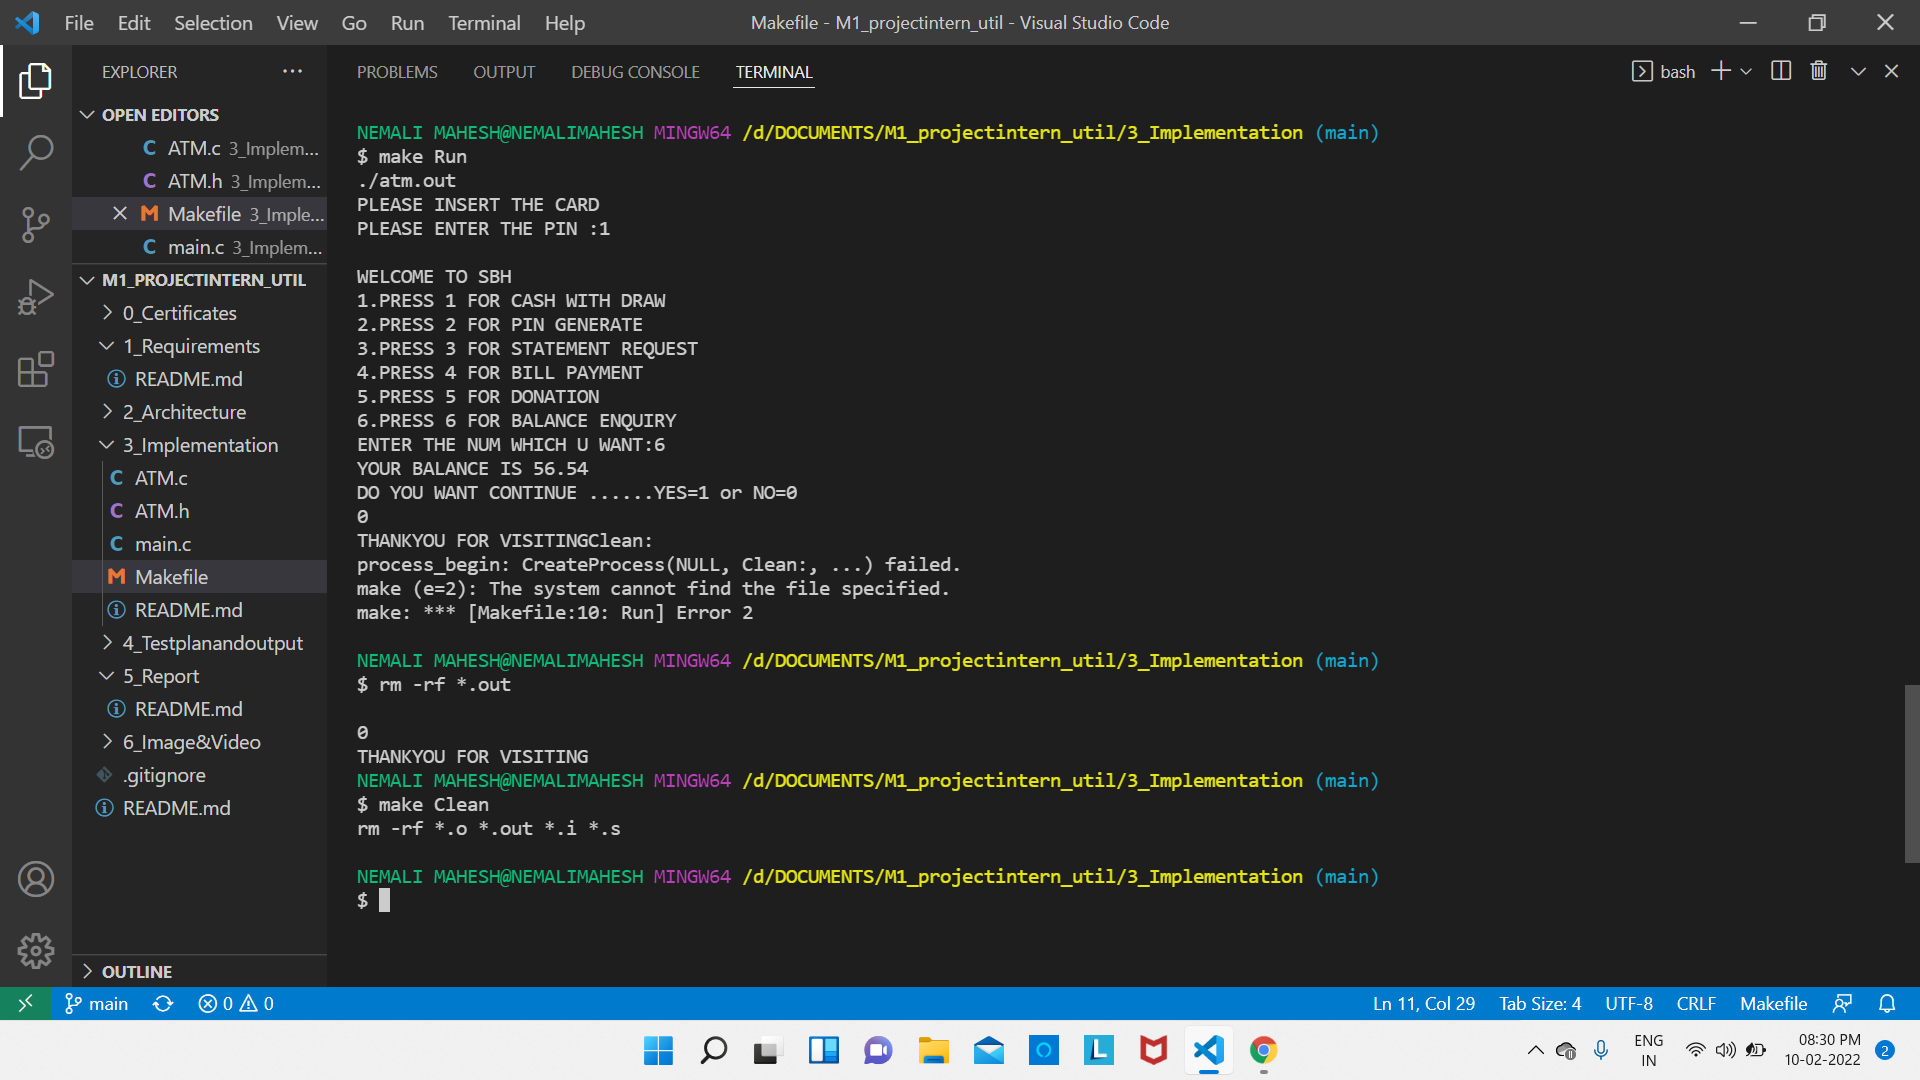 File Edit Selection View Go Run Terminal Help
Makefile - M1_projectintern_util - Visual Studio Code
EXPLORER
OPEN EDITORS
C ATM.c 3_Implem...
C ATM.h 3_Implem...
M Makefile 3_Imple...
C main.c 3_Implem...
M1_PROJECTINTERN_UTIL
0_Certificates
1_Requirements
README.md
2_Architecture
3_Implementation
C ATM.c
C ATM.h
C main.c
M Makefile
README.md
4_Testplanandoutput
5_Report
README.md
6_Image&Video
.gitignore
README.md
OUTLINE
PROBLEMS OUTPUT DEBUG CONSOLE TERMINAL
bash
NEMALI MAHESH@NEMALIMAHESH MINGW64 /d/DOCUMENTS/M1_projectintern_util/3_Implementation (main)
$ make Run
./atm.out
PLEASE INSERT THE CARD
PLEASE ENTER THE PIN :1
WELCOME TO SBH
1.PRESS 1 FOR CASH WITH DRAW
2.PRESS 2 FOR PIN GENERATE
3.PRESS 3 FOR STATEMENT REQUEST
4.PRESS 4 FOR BILL PAYMENT
5.PRESS 5 FOR DONATION
6.PRESS 6 FOR BALANCE ENQUIRY
ENTER THE NUM WHICH U WANT:6
YOUR BALANCE IS 56.54
DO YOU WANT CONTINUE ......YES=1 or NO=0
0
THANKYOU FOR VISITINGClean:
process_begin: CreateProcess(NULL, Clean:, ...) failed.
make (e=2): The system cannot find the file specified.
make: *** [Makefile:10: Run] Error 2
NEMALI MAHESH@NEMALIMAHESH MINGW64 /d/DOCUMENTS/M1_projectintern_util/3_Implementation (main)
$ rm -rf *.out
0
THANKYOU FOR VISITING
NEMALI MAHESH@NEMALIMAHESH MINGW64 /d/DOCUMENTS/M1_projectintern_util/3_Implementation (main)
$ make Clean
rm -rf *.o *.out *.i *.s
NEMALI MAHESH@NEMALIMAHESH MINGW64 /d/DOCUMENTS/M1_projectintern_util/3_Implementation (main)
$
main 0 0
Ln 11, Col 29 Tab Size: 4 UTF-8 CRLF Makefile
L
ENG
IN
08:30 PM
10-02-2022
2